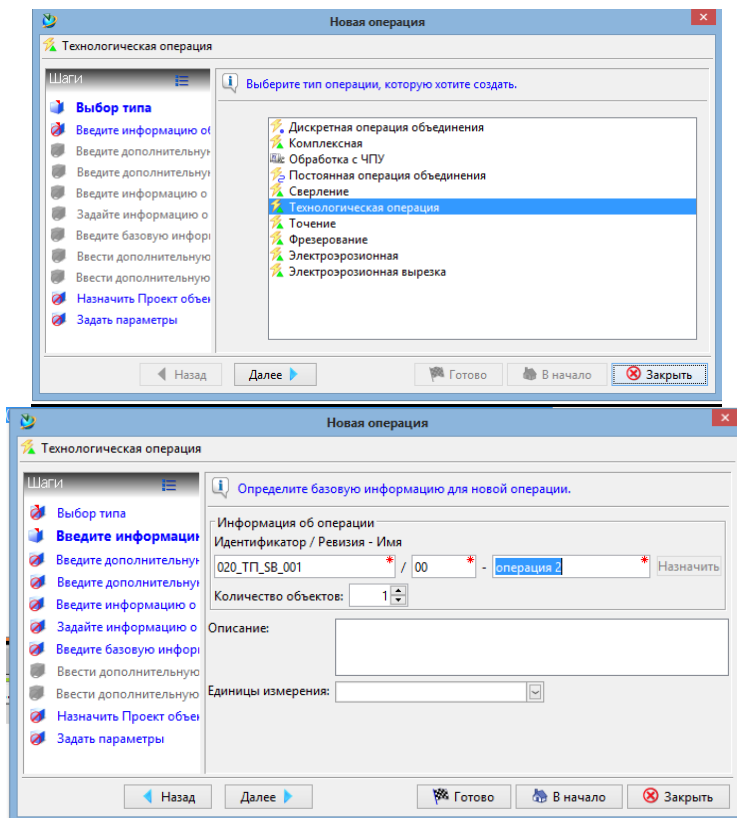 Новая операция
Технологическая операция
Шаги
Выбор типа
Введите информацию об
Введите дополнительну
Введите дополнительну
Введите информацию о
Задайте информацию о
Введите базовую инфор
Ввести дополнительную
Ввести дополнительную
Назначить Проект объек
Задать параметры
Выберите тип операции, которую хотите создать.
Дискретная операция объединения
Комплексная
Обработка с ЧПУ
Постоянная операция объединения
Сверление
Технологическая операция
Точение
Фрезерование
Электроэрозионная
Электроэрозионная вырезка
Назад
Далее
Готово
В начало
Закрыть
Новая операция
Технологическая операция
Шаги
Выбор типа
Введите информаци
Введите дополнительну
Введите дополнительну
Введите информацию о
Задайте информацию о
Введите базовую инфор
Ввести дополнительную
Ввести дополнительную
Назначить Проект объек
Задать параметры
Определите базовую информацию для новой операции.
Информация об операции
Идентификатор / Ревизия - Имя
020_ТП_SB_001 * / 00 * - операция 2 * Назначить
Количество объектов: 1
Описание:
Единицы измерения:
Назад
Далее
Готово
В начало
Закрыть